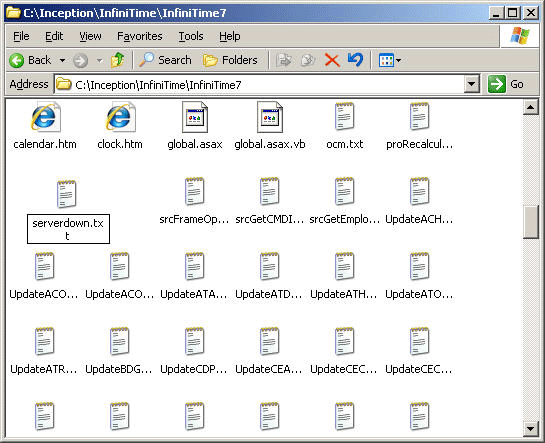 C:\Inception\InfiniTime\InfiniTime7
File Edit View Favorites Tools Help
Back Search Folders
Address C:\Inception\InfiniTime\InfiniTime7 Go
calendar.htm clock.htm global.asax global.asax.vb ocm.txt proRecalcul...
serverdown.tx
t
srcFrameOp... srcGetCMDI... srcGetEmplo... UpdateACH...
UpdateACO... UpdateACO... UpdateATA... UpdateATD... UpdateATH... UpdateATO...
UpdateATR... UpdateBDG... UpdateCDP... UpdateCEA... UpdateCEC... UpdateCEC...